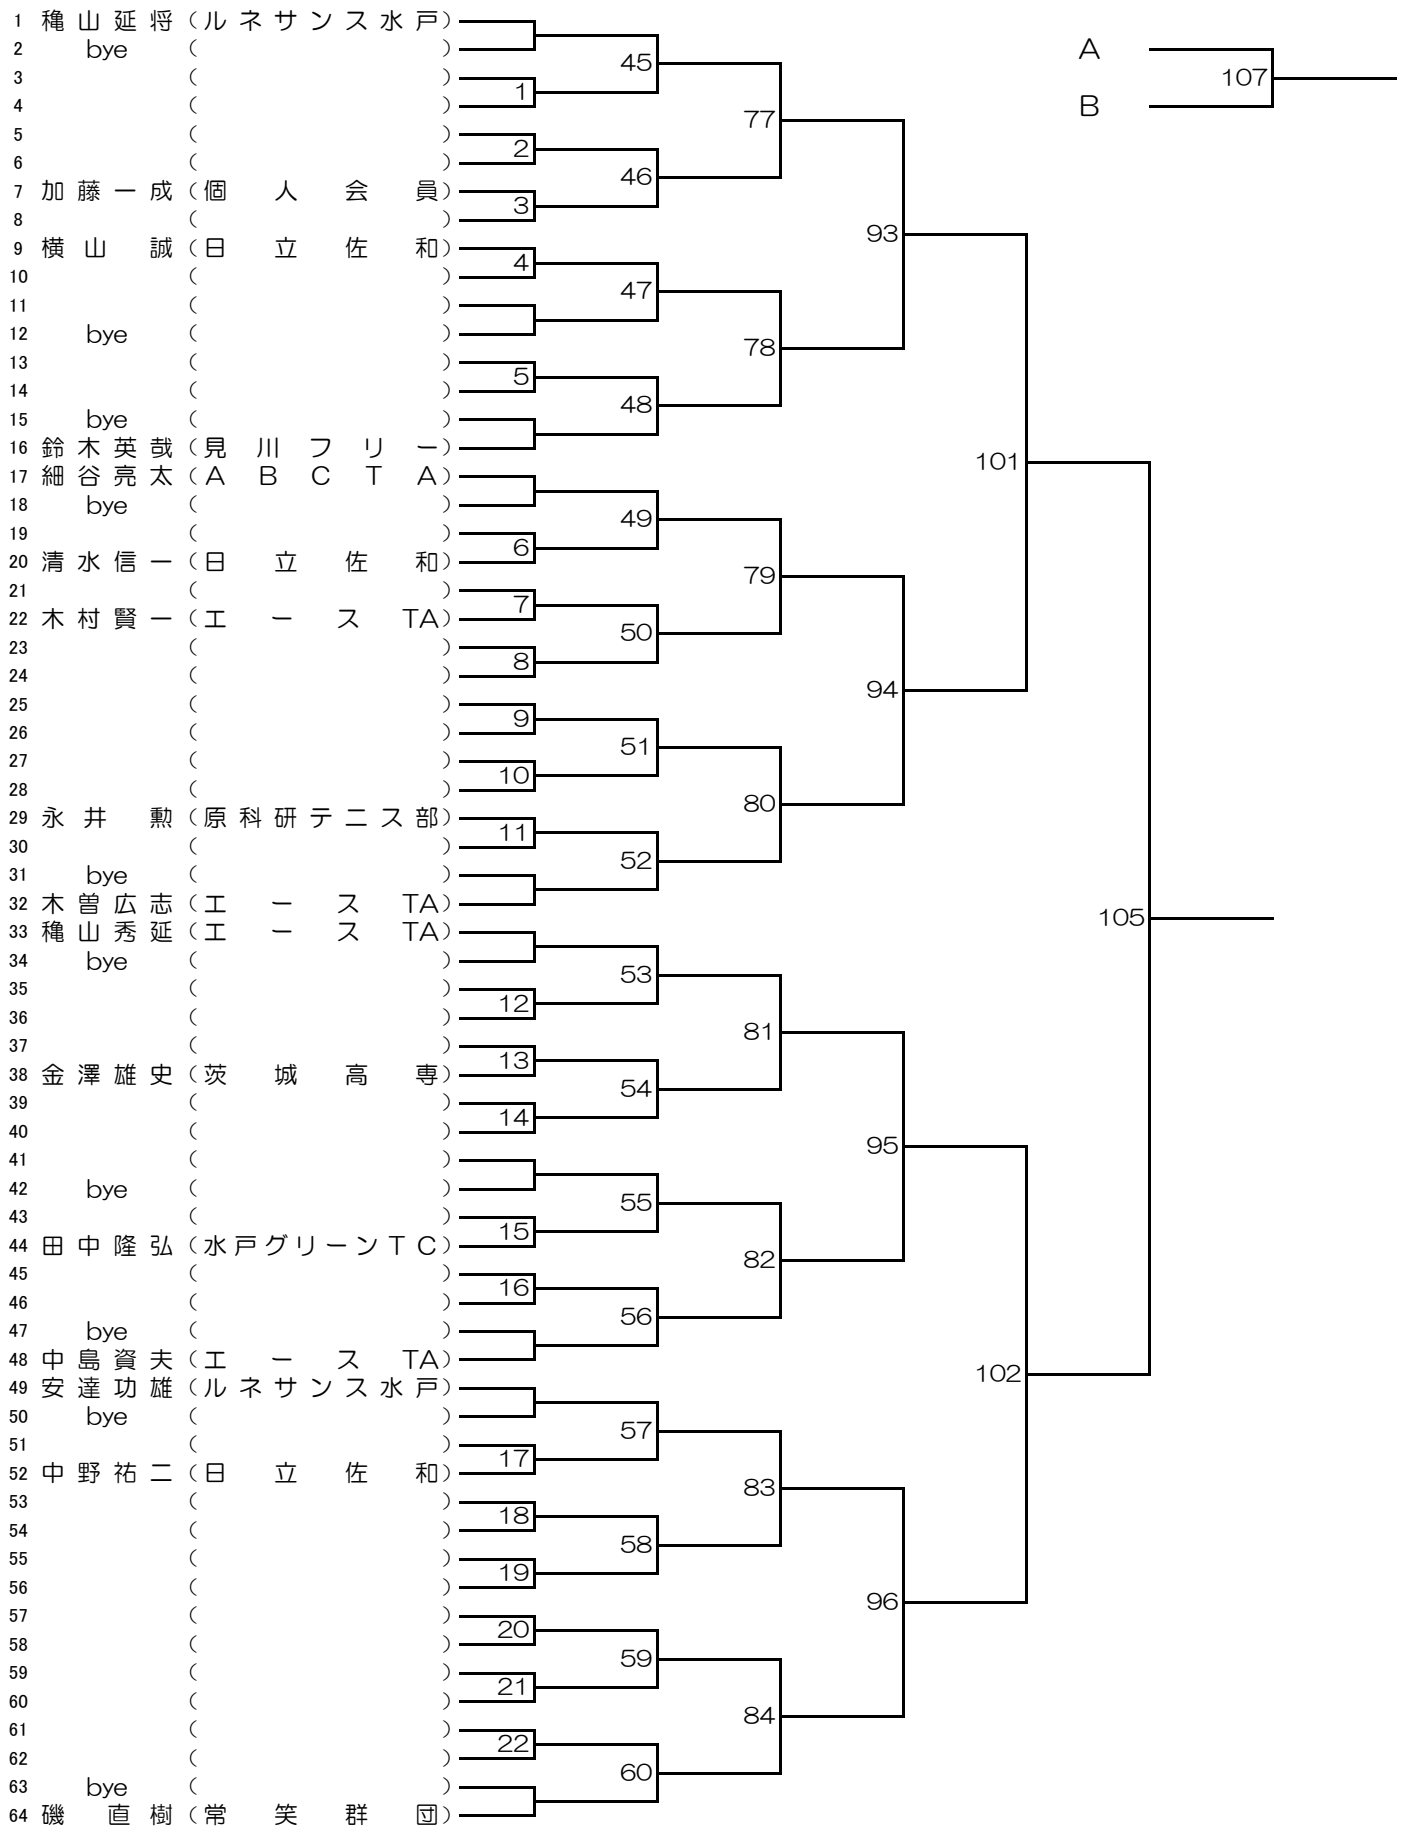 1 穐山延将（ルネサンス水戸）
2 bye （ ）
45
A
3 （ ）
107
4 （ ）
1
B
77
5 （ ）
6 （ ）
2
46
7 加藤一成（個人会員）
8 （ ）
3
93
9 横山 誠（日立佐和）
10 （ ）
4
47
11 （ ）
12 bye （ ）
78
13 （ ）
14 （ ）
5
48
15 bye （ ）
16 鈴木英哉（見川フリー）
101
17 細谷亮太（ABCTA）
18 bye （ ）
49
19 （ ）
20 清水信一（日立佐和）
6
79
21 （ ）
22 木村賢一（エースTA）
7
50
23 （ ）
24 （ ）
8
94
25 （ ）
26 （ ）
9
51
27 （ ）
28 （ ）
10
80
29 永井 勲（原科研テニス部）
30 （ ）
11
52
31 bye （ ）
32 木曽広志（エースTA）
105
33 穐山秀延（エースTA）
34 bye （ ）
53
35 （ ）
36 （ ）
12
81
37 （ ）
38 金澤雄史（茨城高専）
13
54
39 （ ）
40 （ ）
14
95
41 （ ）
42 bye （ ）
55
43 （ ）
44 田中隆弘（水戸グリーンTC）
15
82
45 （ ）
46 （ ）
16
56
47 bye （ ）
48 中島資夫（エースTA）
102
49 安達功雄（ルネサンス水戸）
50 bye （ ）
57
51 （ ）
52 中野祐二（日立佐和）
17
83
53 （ ）
54 （ ）
18
58
55 （ ）
56 （ ）
19
96
57 （ ）
58 （ ）
20
59
59 （ ）
60 （ ）
21
84
61 （ ）
62 （ ）
22
60
63 bye （ ）
64 磯 直樹（常笑群団）